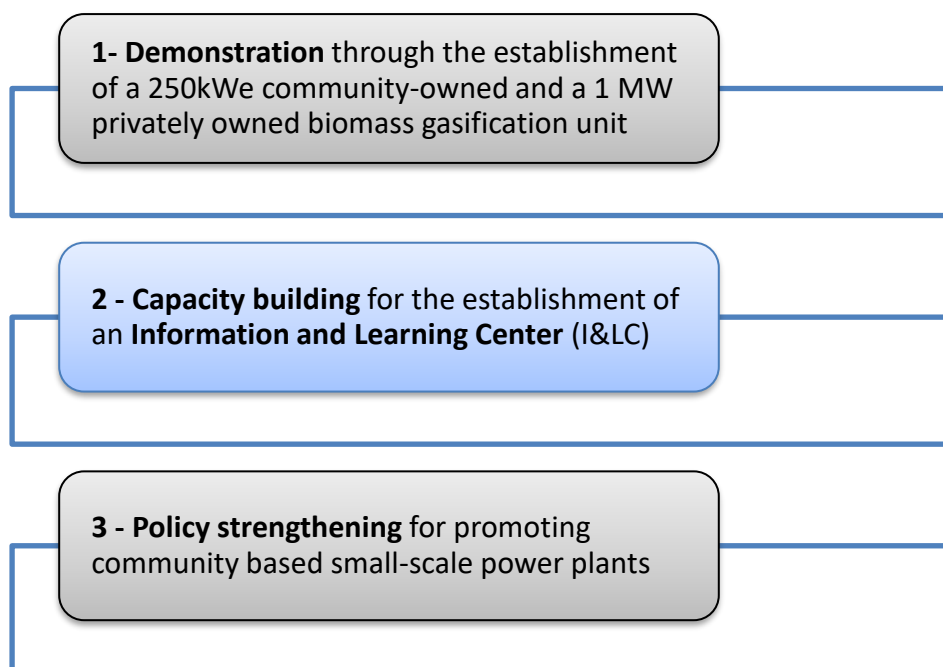 1- Demonstration through the establishment
of a 250kWe community-owned and a 1 MW
privately owned biomass gasification unit
2 - Capacity building for the establishment of
an Information and Learning Center (I&LC)
3 - Policy strengthening for promoting
community based small-scale power plants